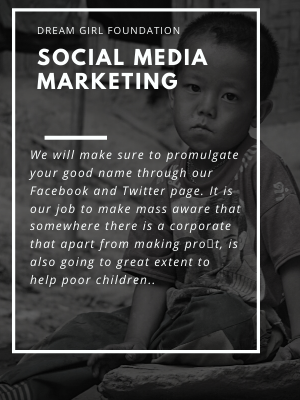 DREAM GIRL FOUNDATION
SOCIAL MEDIA
MARKETING
We will make sure to promulgate
your good name through our
Facebook and Twitter page. It is
our job to make mass aware that
somewhere there is a corporate
that apart from making pro▯t, is
also going to great extent to
help poor children..